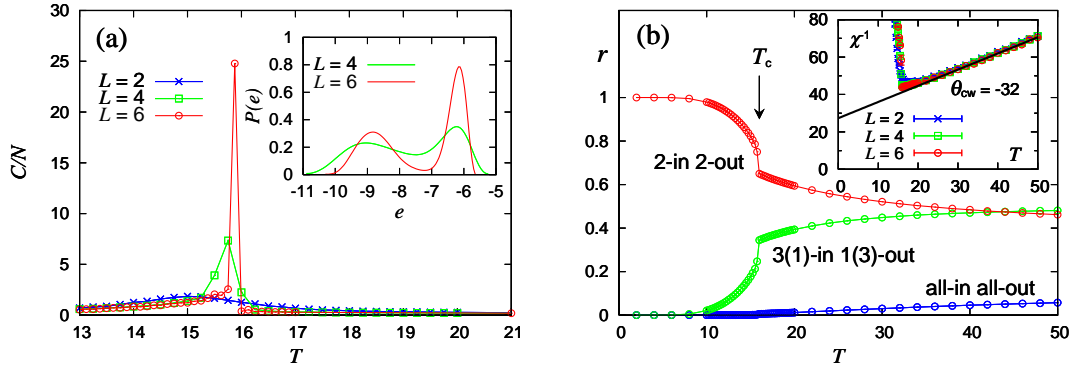 (a)
C/N
30
25
20
15
10
5
0
13 14 15 16 17 18 19 20 21
T
L = 2
L = 4
L = 6
P(e)
1
0.8
0.6
0.4
0.2
0
-11 -10 -9 -8 -7 -6 -5
e
L = 4
L = 6
(b)
r
1
0.8
0.6
0.4
0.2
0
0 10 20 30 40 50
T
Tc
2-in 2-out
3(1)-in 1(3)-out
all-in all-out
χ-1
80
60
40
20
0
0 10 20 30 40 50
T
θcw = -32
L = 2
L = 4
L = 6